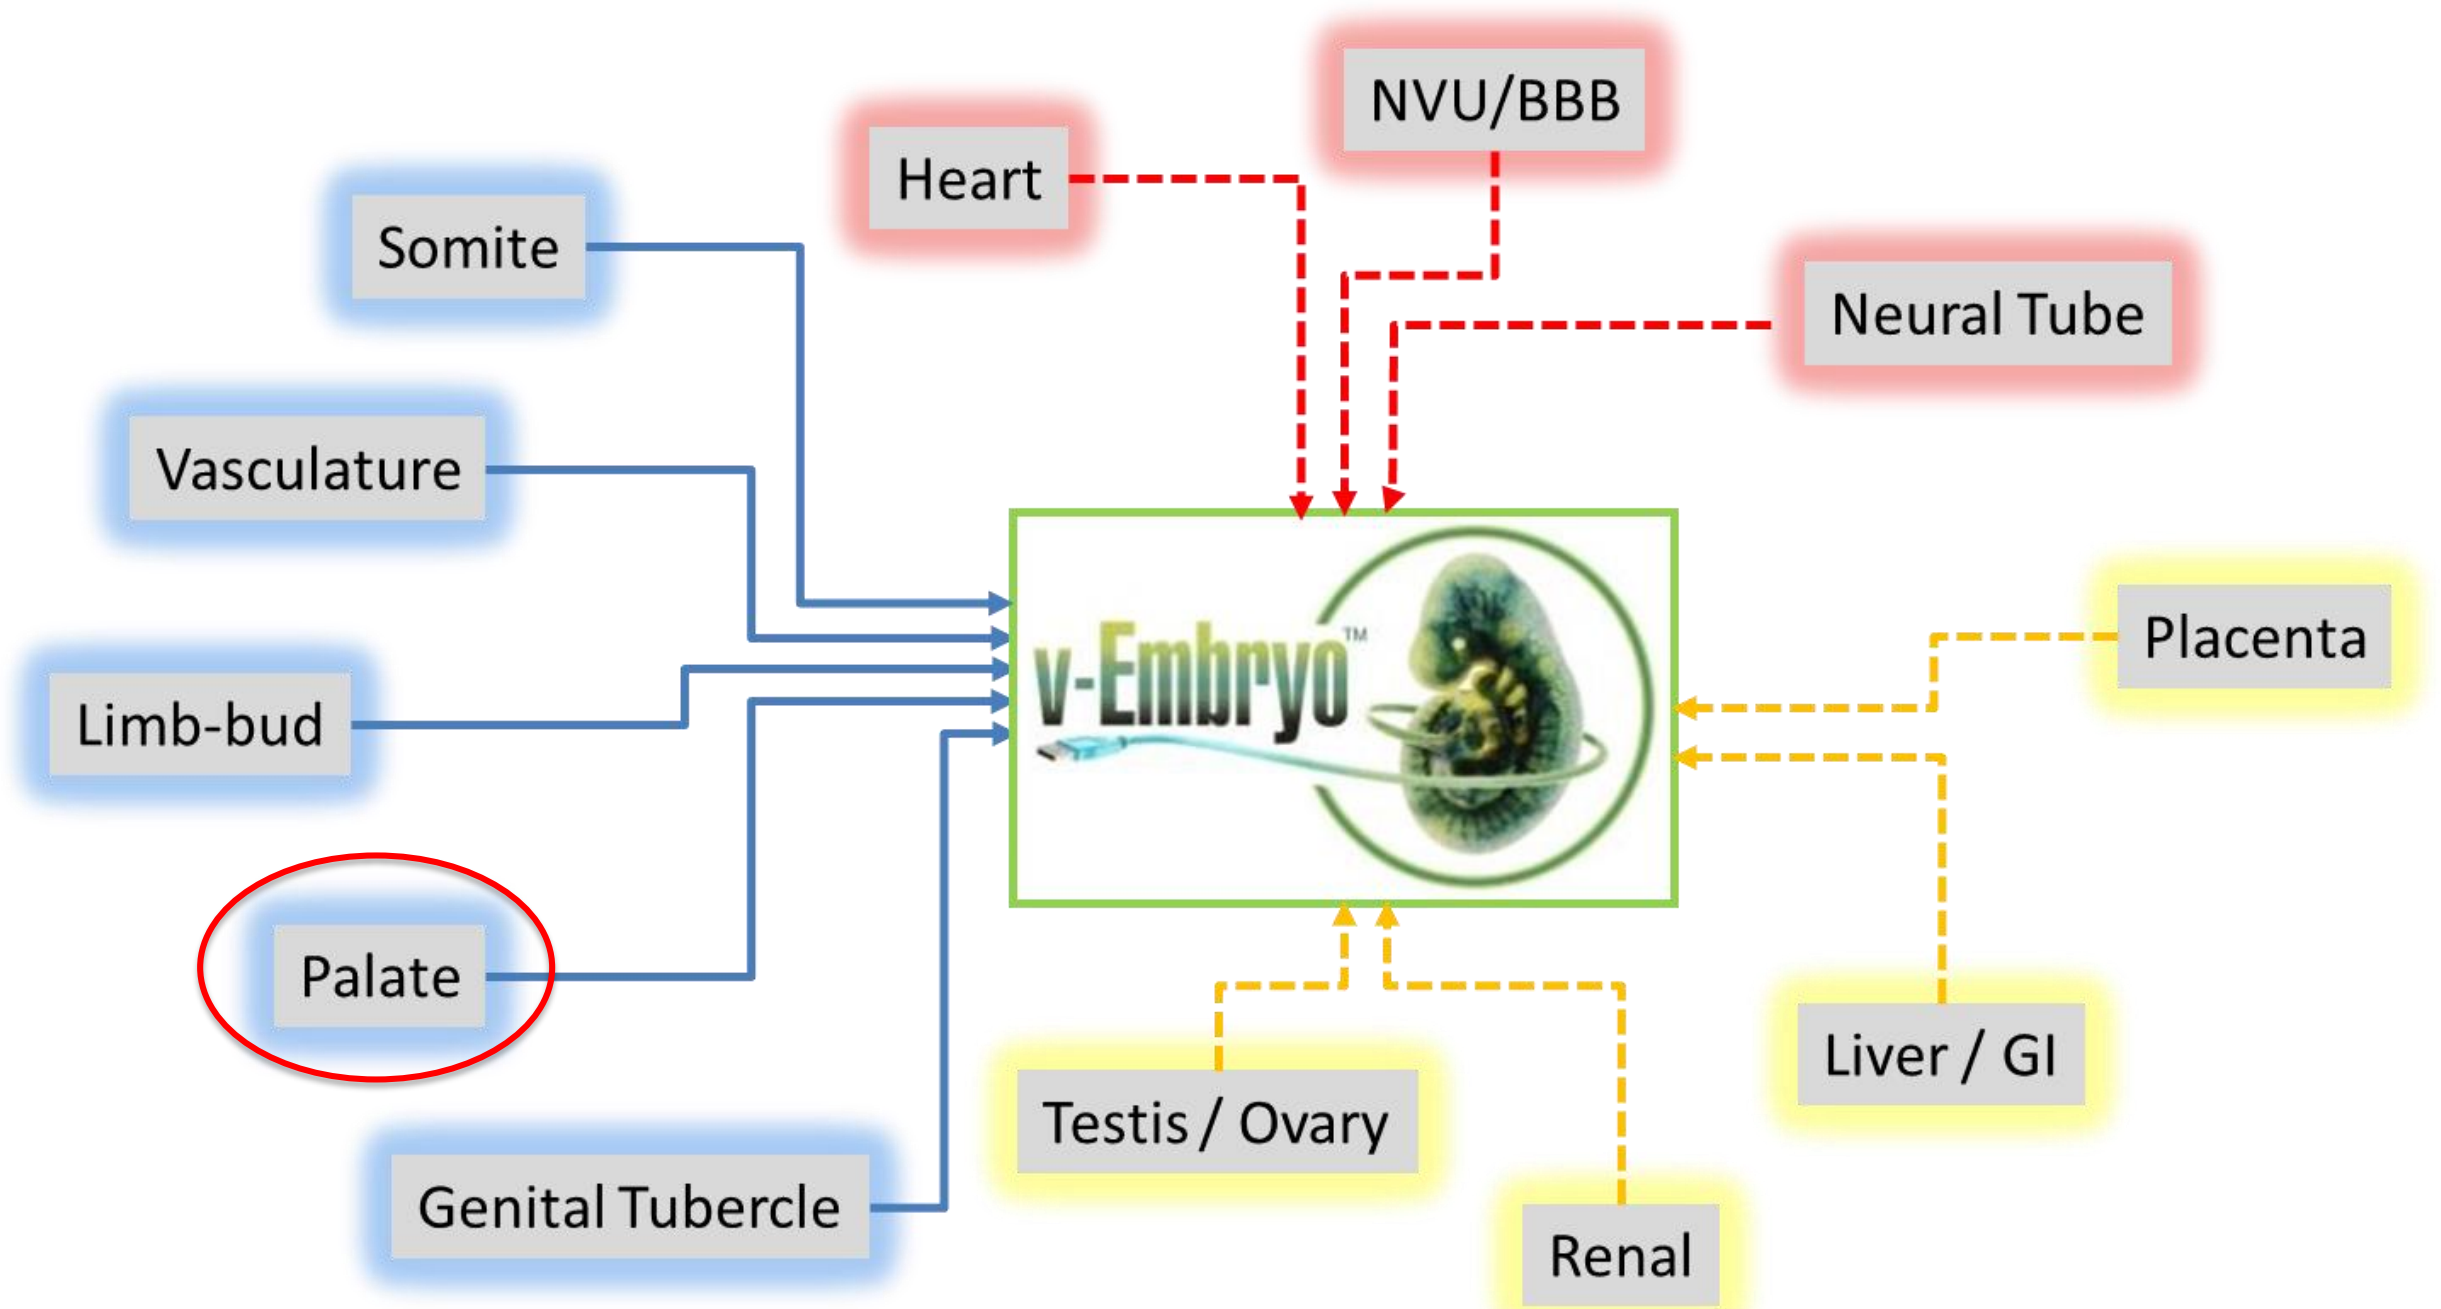 NVU/BBB
Heart
Somite
Neural Tube
Vasculature
Placenta
v-Embryo™
Limb-bud
Palate
Liver / GI
Testis / Ovary
Genital Tubercle
Renal